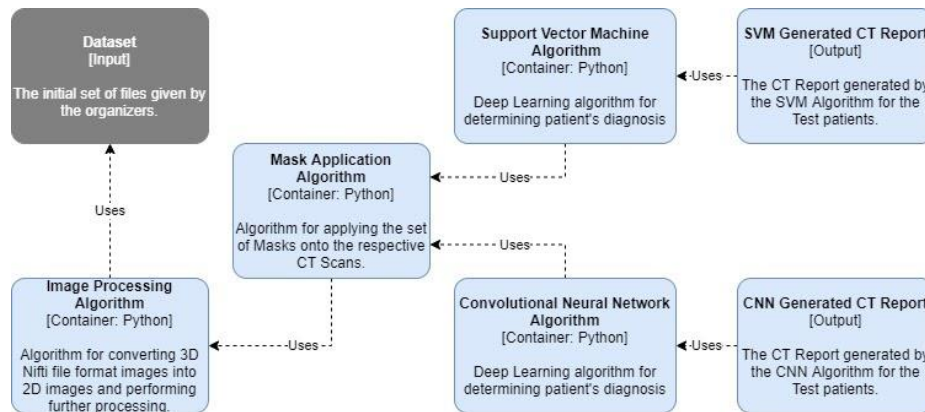 Dataset
[Input]
The initial set of files given by
the organizers.
Support Vector Machine
Algorithm
[Container: Python]
Deep Learning algorithm for
determining patient's diagnosis
Uses
SVM Generated CT Report
[Output]
The CT Report generated by
the SVM Algorithm for the
Test patients.
Mask Application
Algorithm
[Container: Python]
Algorithm for applying the set
of Masks onto the respective
CT Scans.
Uses
Uses
Uses
Image Processing
Algorithm
[Container: Python]
Algorithm for converting 3D
Nifti file format images into
2D images and performing
further processing.
Uses
Convolutional Neural Network
Algorithm
[Container: Python]
Deep Learning algorithm for
determining patient's diagnosis
Uses
CNN Generated CT Report
[Output]
The CT Report generated by
the CNN Algorithm for the
Test patients.